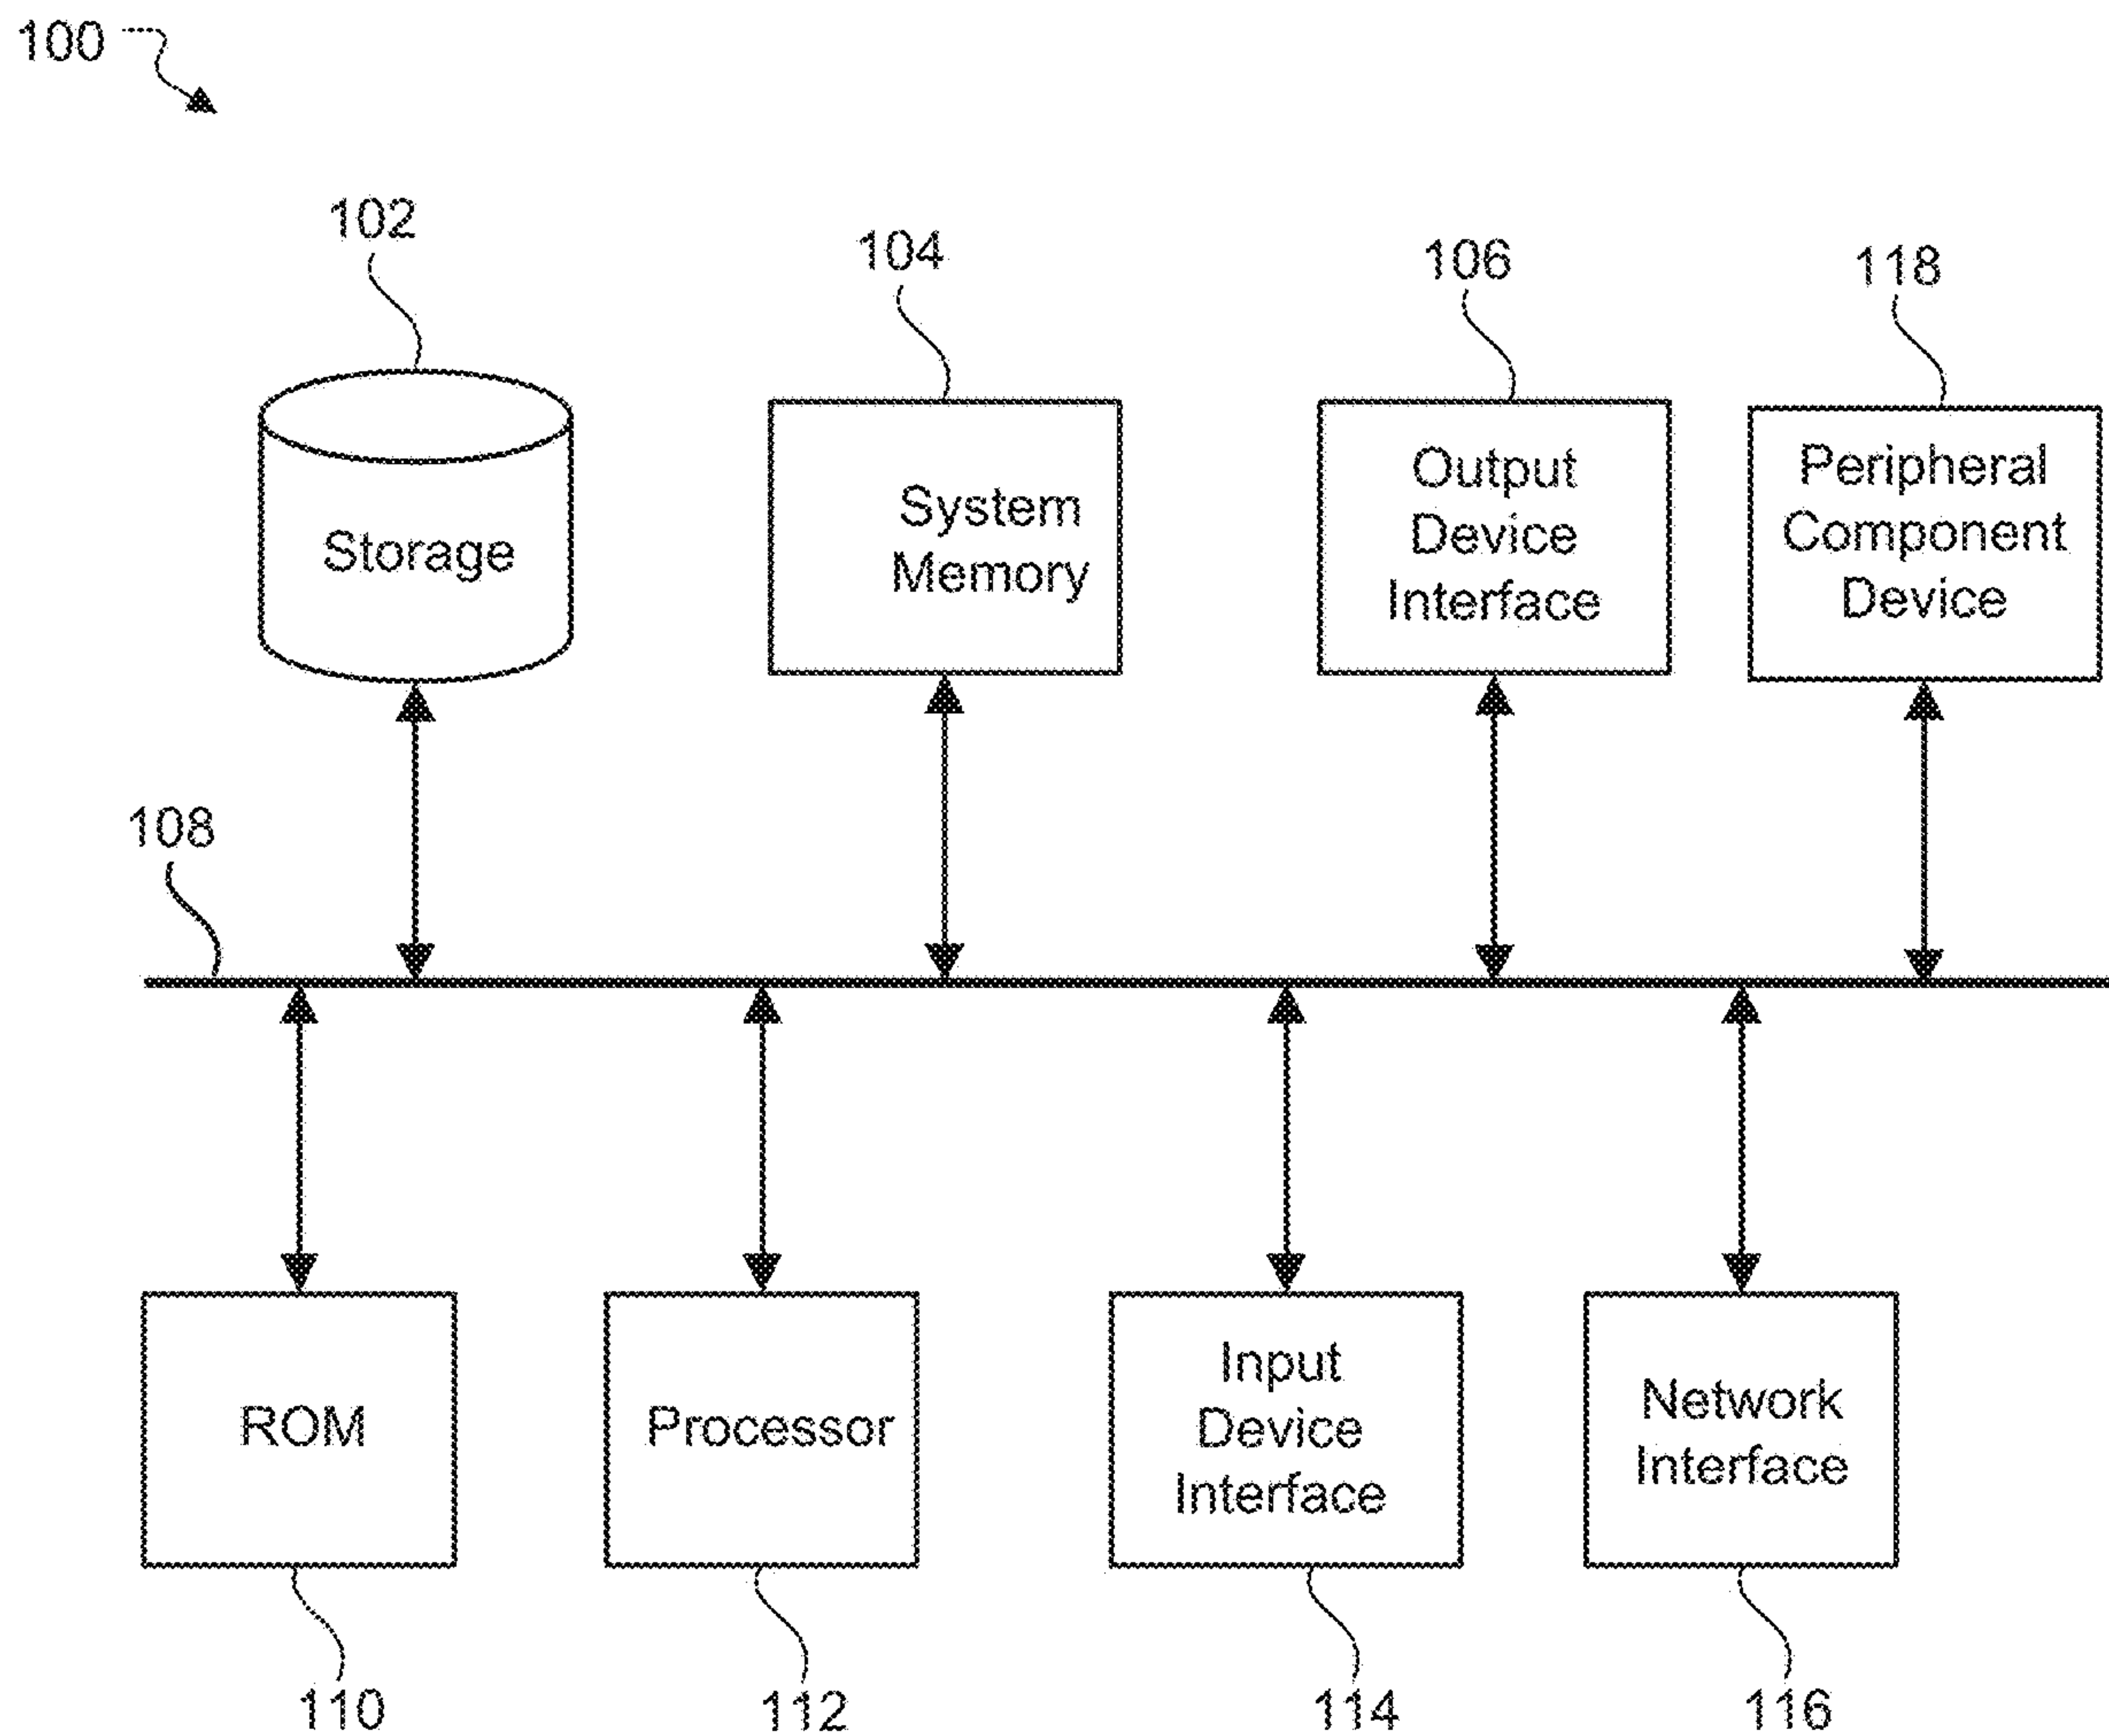 100
102
104
106
118
Storage
System
Memory
Output
Device
Interface
Peripheral
Component
Device
108
ROM
Processor
Input
Device
Interface
Network
Interface
110
112
114
116